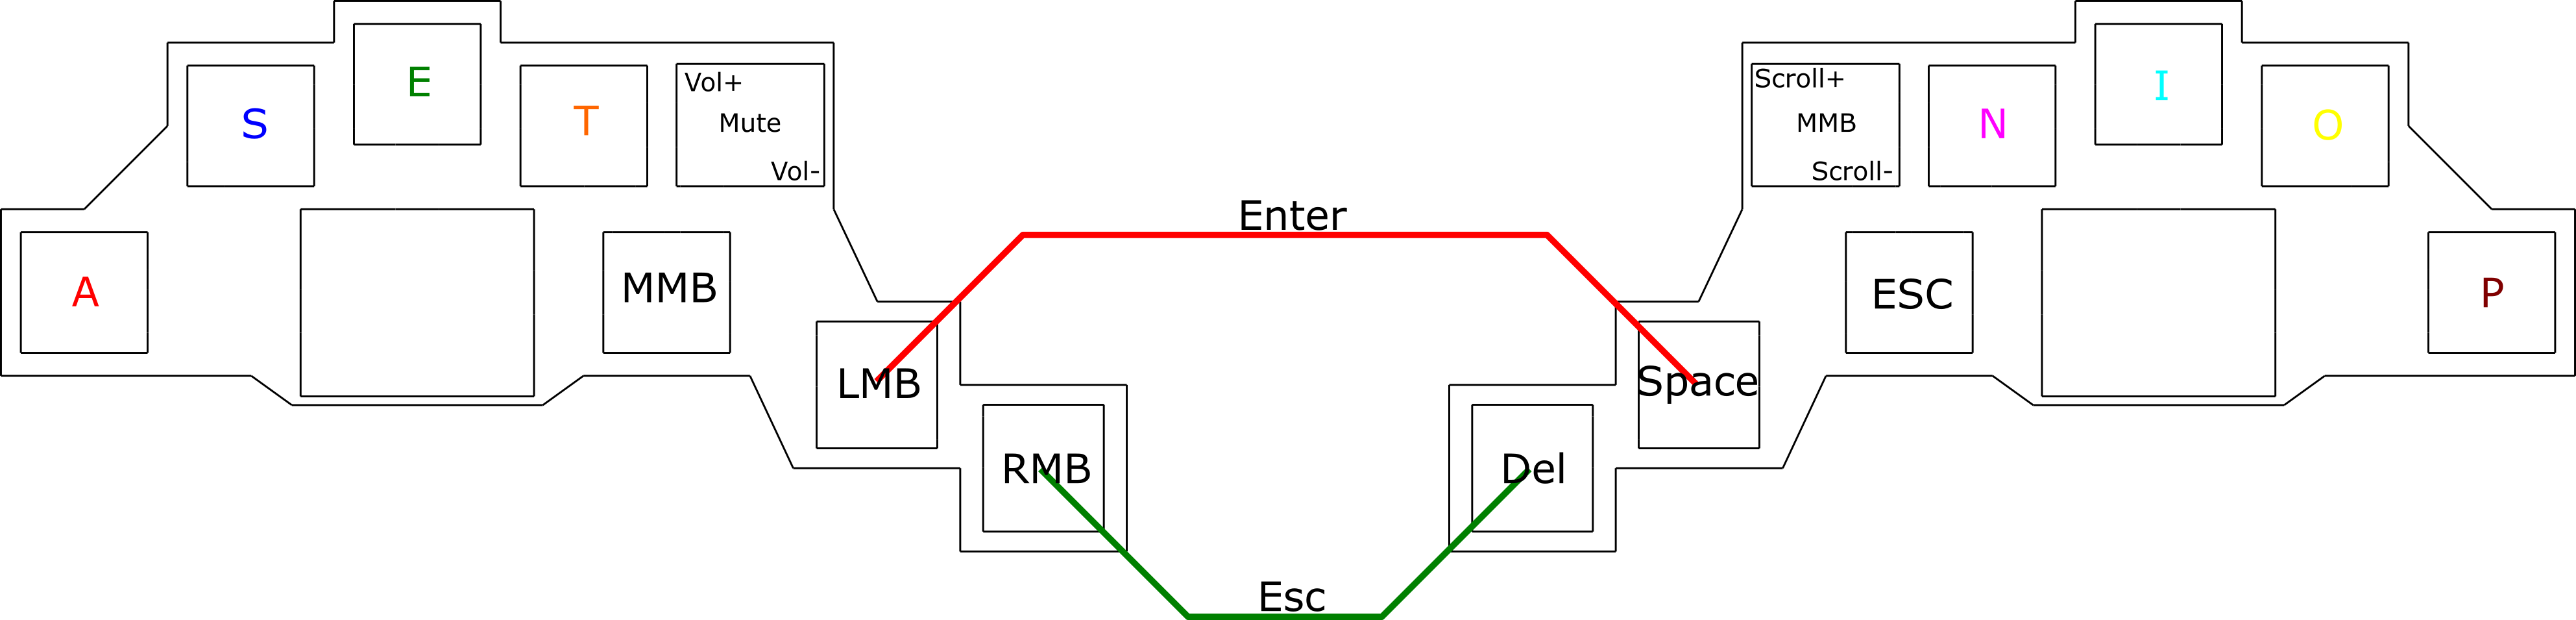 S
E
T
Vol+
Mute
Vol-
Scroll+
MMB
Scroll-
N
I
O
A
MMB
LMB
RMB
Enter
Esc
Del
Space
ESC
P